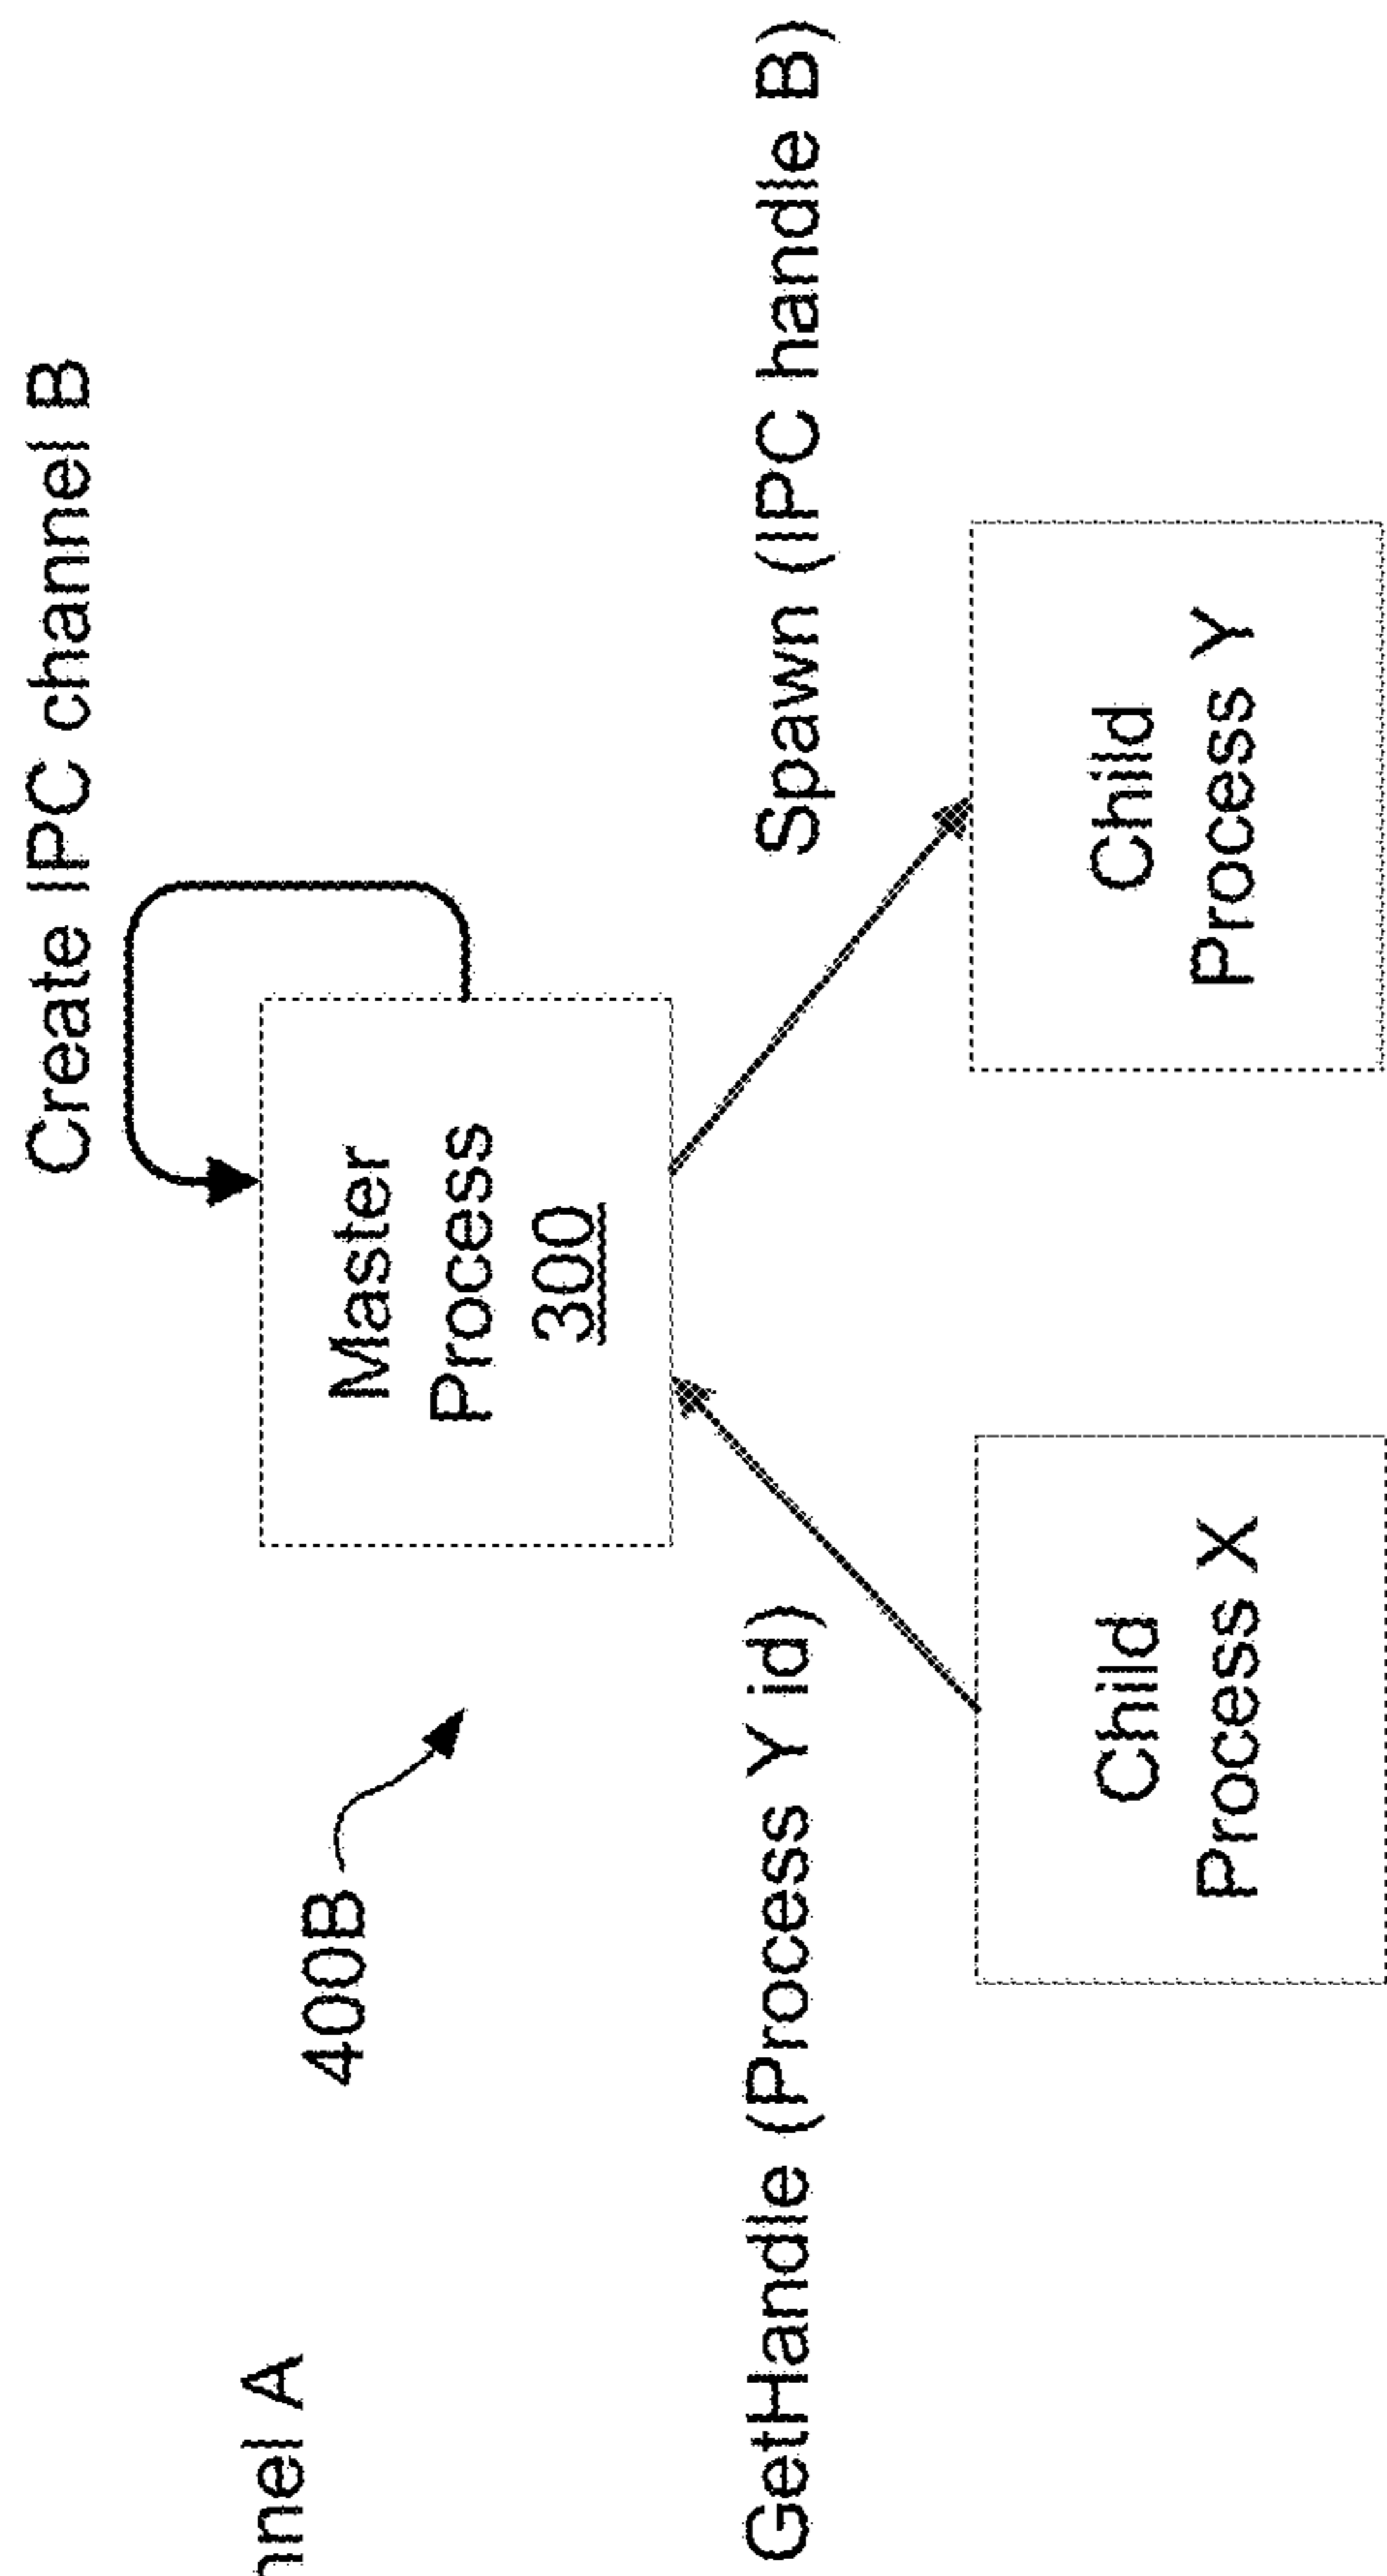 Create IPC channel B
nnel A
400B
Master
Process
300
GetHandle (Process Y id)
Spawn (IPC handle B)
Child
Process X
Child
Process Y